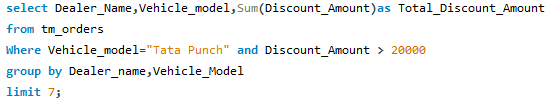 select Dealer_Name,Vehicle_model,Sum(Discount_Amount)as Total_Discount_Amount
from tm_orders
Where Vehicle_model="Tata Punch" and Discount_Amount > 20000
group by Dealer_name,Vehicle_Model
limit 7;